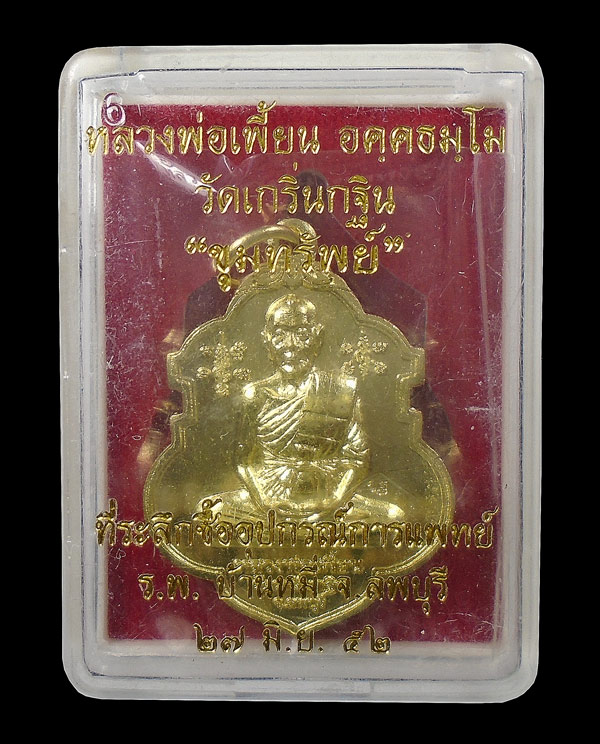 หลวงพ่อเพี้ยน อคฺคธมฺโม
วัดเกริ่นกฐิน
“ขุมทรัพย์”
ที่ระลึกซื้ออุปกรณ์การแพทย์
ร.พ. บ้านหมี่ จ.ลพบุรี
๒๗ มิ.ย. ๕๒